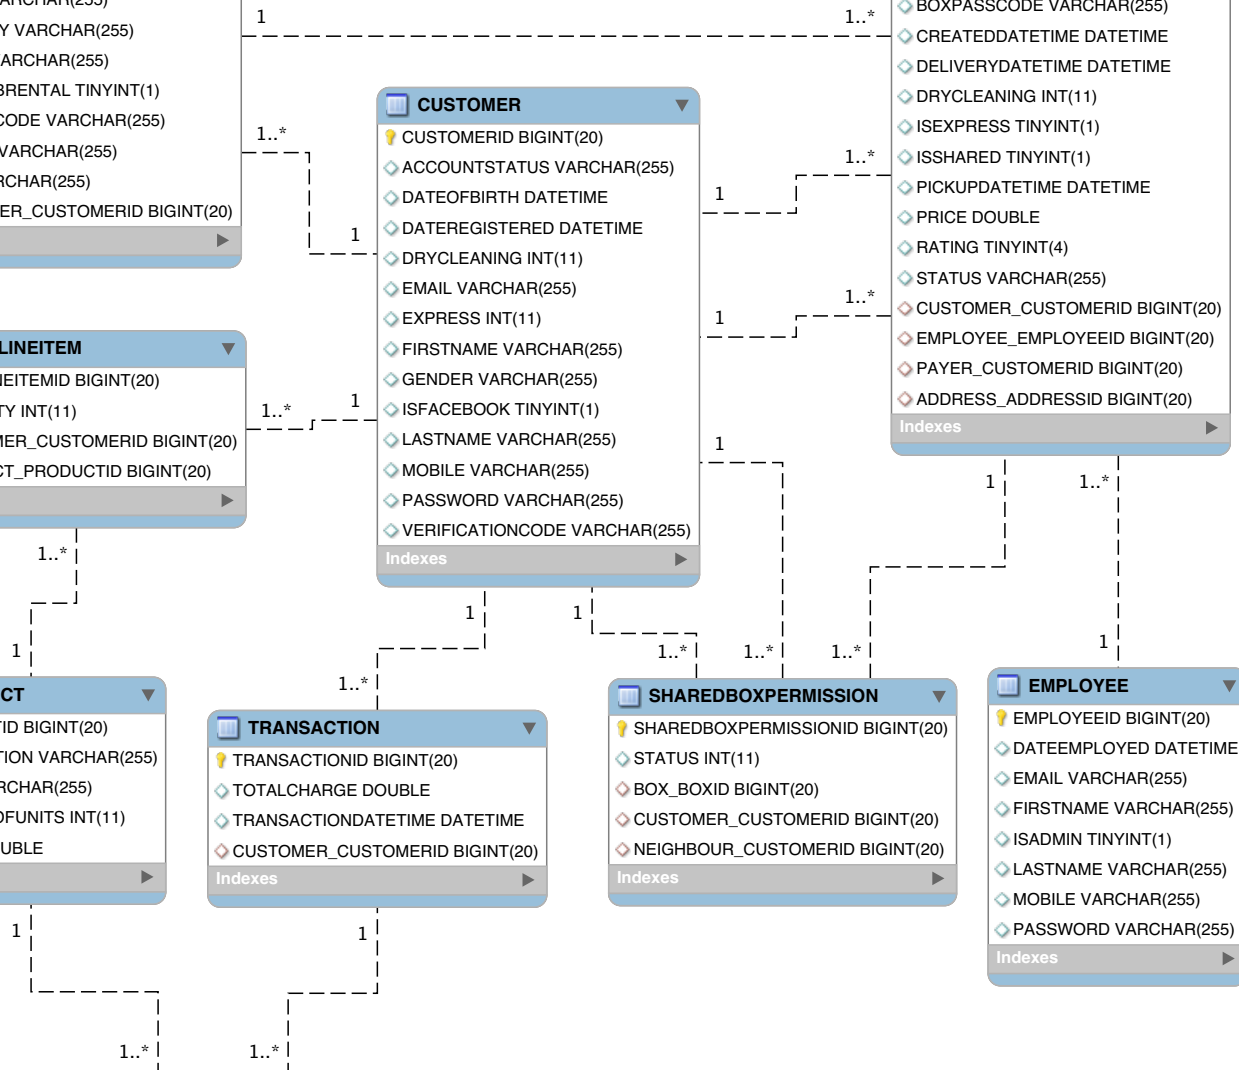 VARCHAR(255)
Y VARCHAR(255)
VARCHAR(255)
BRENTAL TINYINT(1)
CODE VARCHAR(255)
VARCHAR(255)
RCHAR(255)
ER_CUSTOMERID BIGINT(20)
1
1..*
1..*
1
CUSTOMER
CUSTOMERID BIGINT(20)
ACCOUNTSTATUS VARCHAR(255)
DATEOFBIRTH DATETIME
DATEREGISTERED DATETIME
DRYCLEANING INT(11)
EMAIL VARCHAR(255)
EXPRESS INT(11)
FIRSTNAME VARCHAR(255)
GENDER VARCHAR(255)
ISFACEBOOK TINYINT(1)
LASTNAME VARCHAR(255)
MOBILE VARCHAR(255)
PASSWORD VARCHAR(255)
VERIFICATIONCODE VARCHAR(255)
Indexes
1
1..*
1
1..*
1
BOXPASSCODE VARCHAR(255)
CREATEDDATETIME DATETIME
DELIVERYDATETIME DATETIME
DRYCLEANING INT(11)
ISEXPRESS TINYINT(1)
ISSHARED TINYINT(1)
PICKUPDATETIME DATETIME
PRICE DOUBLE
RATING TINYINT(4)
STATUS VARCHAR(255)
CUSTOMER_CUSTOMERID BIGINT(20)
EMPLOYEE_EMPLOYEEID BIGINT(20)
PAYER_CUSTOMERID BIGINT(20)
ADDRESS_ADDRESSID BIGINT(20)
Indexes
LINEITEM
NEITEMID BIGINT(20)
TY INT(11)
MER_CUSTOMERID BIGINT(20)
CT_PRODUCTID BIGINT(20)
1..*
1
1..*
1
1
1..*
1
1..*
1..*
1
1..*
1..*
1
CT
TID BIGINT(20)
TION VARCHAR(255)
RCHAR(255)
OFUNITS INT(11)
UBLE
TRANSACTION
TRANSACTIONID BIGINT(20)
TOTALCHARGE DOUBLE
TRANSACTIONDATETIME DATETIME
CUSTOMER_CUSTOMERID BIGINT(20)
Indexes
SHAREDBOXPERMISSION
SHAREDBOXPERMISSIONID BIGINT(20)
STATUS INT(11)
BOX_BOXID BIGINT(20)
CUSTOMER_CUSTOMERID BIGINT(20)
NEIGHBOUR_CUSTOMERID BIGINT(20)
Indexes
EMPLOYEE
EMPLOYEEID BIGINT(20)
DATEEMPLOYED DATETIME
EMAIL VARCHAR(255)
FIRSTNAME VARCHAR(255)
ISADMIN TINYINT(1)
LASTNAME VARCHAR(255)
MOBILE VARCHAR(255)
PASSWORD VARCHAR(255)
Indexes
1
1
1..*
1..*